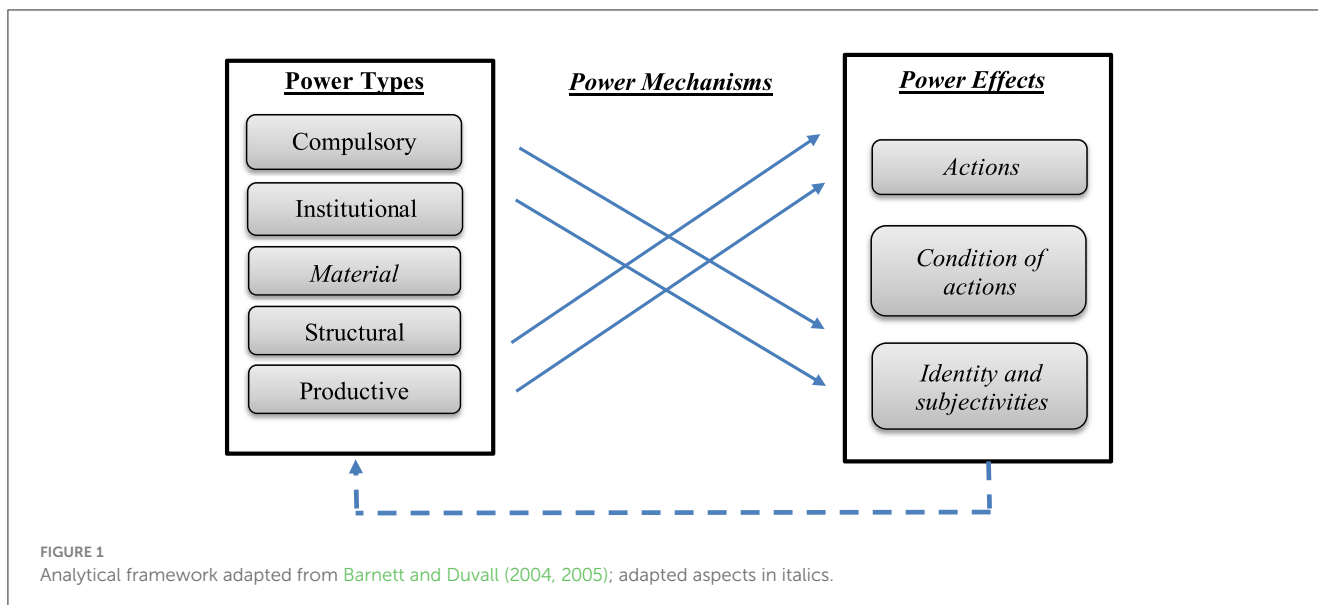 Power Types
Compulsory
Institutional
Material
Structural
Productive
Power Mechanisms
Power Effects
Actions
Condition of
actions
Identity and
subjectivities
FIGURE 1
Analytical framework adapted from Barnett and Duvall (2004, 2005); adapted aspects in italics.